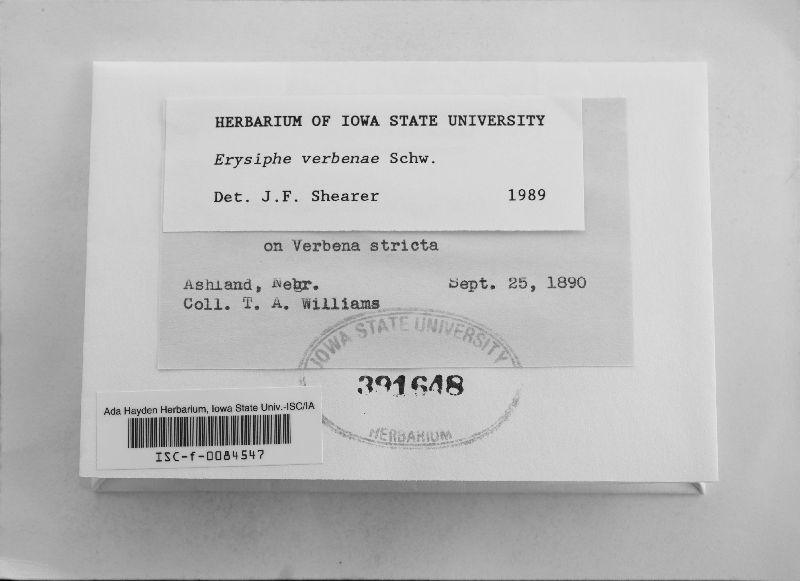 HERBARIUM OF IOWA STATE UNIVERSITY
Erysiphe verbenae Schw.
Det. J.F. Shearer 1989
on Verbena stricta
Ashland, Nebr. Sept. 25, 1890
Coll. T. A. Williams
IOWA STATE UNIVERSITY
391648
HERBARIUM
Ada Hayden Herbarium, Iowa State Univ.-ISC/IA
ISC-f-0084547